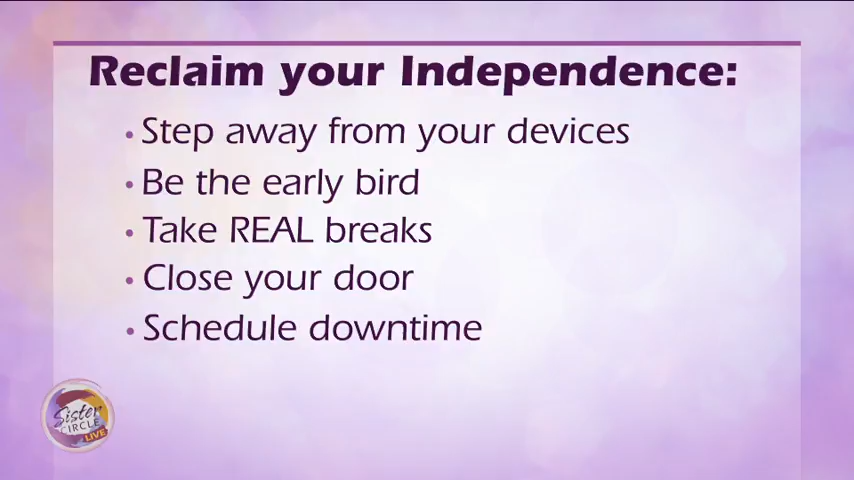 Reclaim your Independence:
• Step away from your devices
• Be the early bird
• Take REAL breaks
• Close your door
• Schedule downtime
Sister
CIRCLE
LIVE